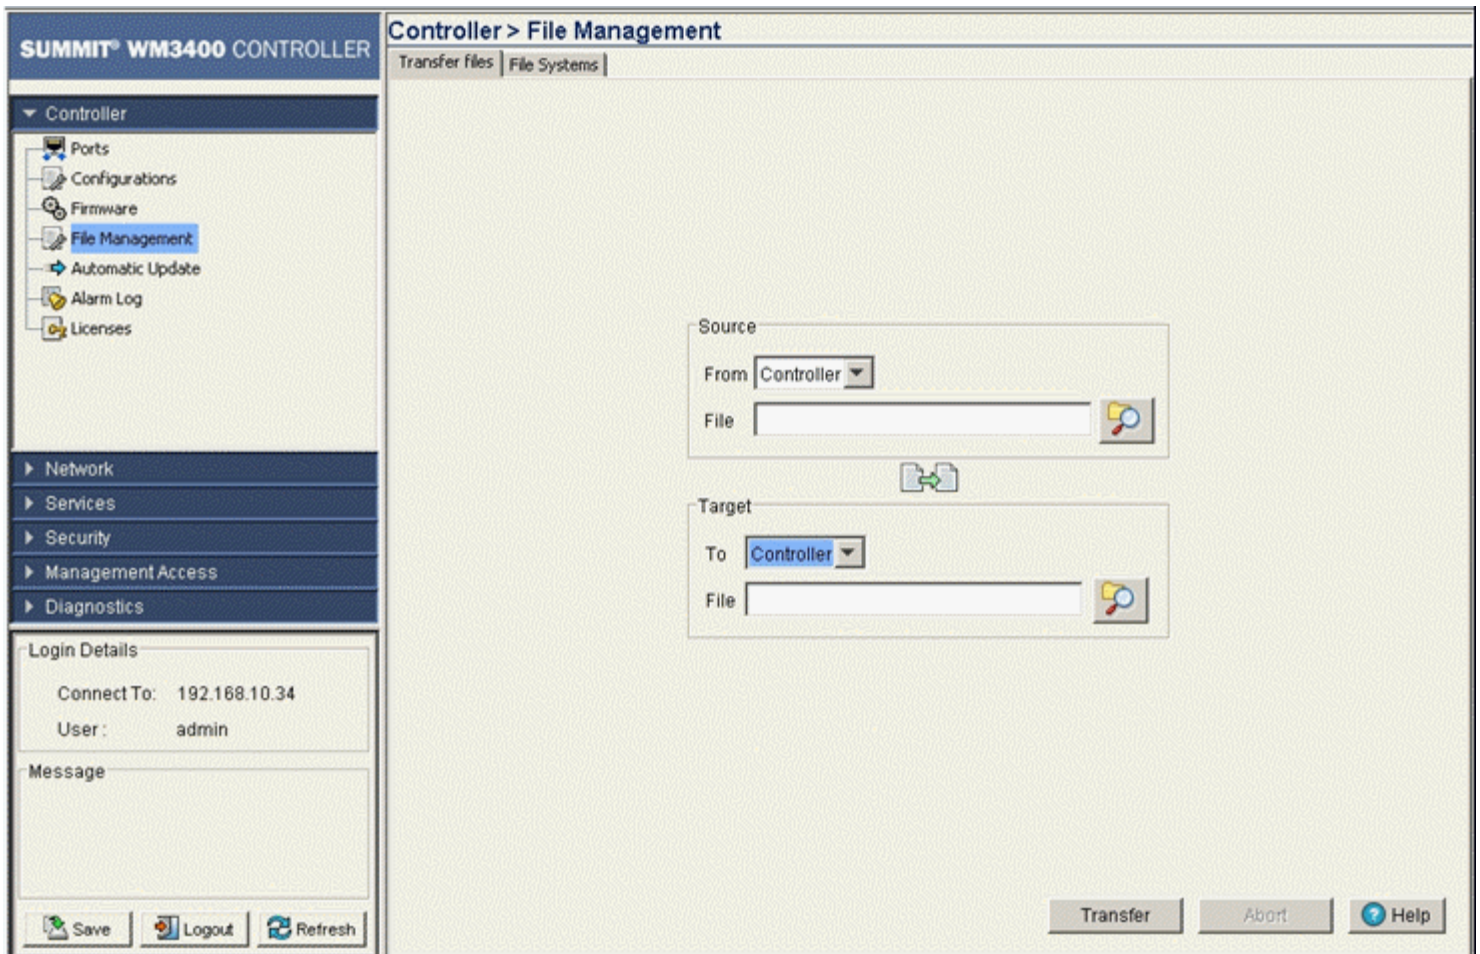 SUMMIT® WM3400 CONTROLLER
Controller > File Management
Transfer files
File Systems
Controller
Ports
Configurations
Firmware
File Management
Automatic Update
Alarm Log
Licenses
Network
Services
Security
Management Access
Diagnostics
Login Details
Connect To: 192.168.10.34
User : admin
Message
Save
Logout
Refresh
Source
From Controller
File
Target
To Controller
File
Transfer
Abort
? Help